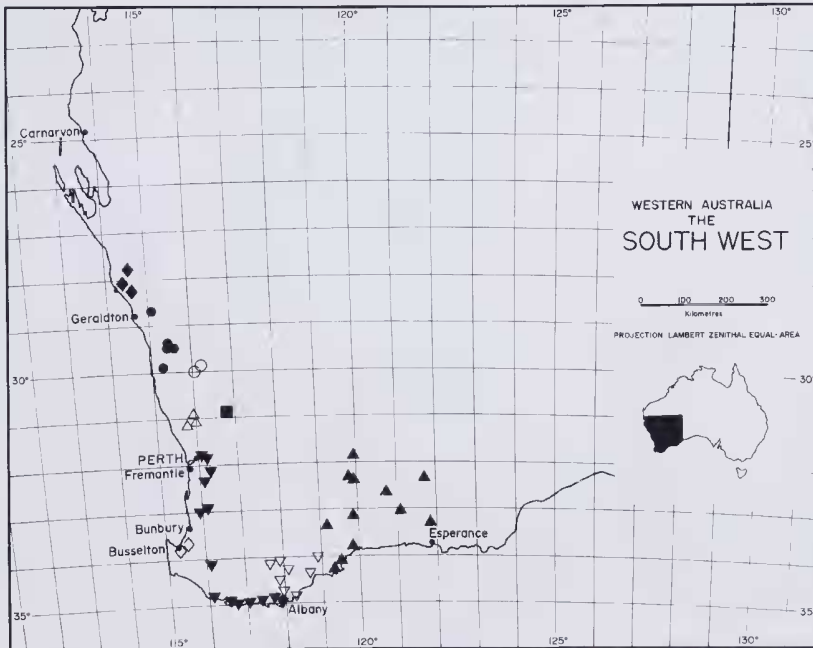 115°
120°
125°
130°
Carnarvon
25°
25°
WESTERN AUSTRALIA
THE
SOUTH WEST
0 100 200 300
Kilometres
PROJECTION LAMBERT ZENITHAL EQUAL-AREA
Geraldton
30°
30°
PERTH
Fremantle
Bunbury
Busselton
Esperance
Albany
35°
35°
115°
120°
125°
130°